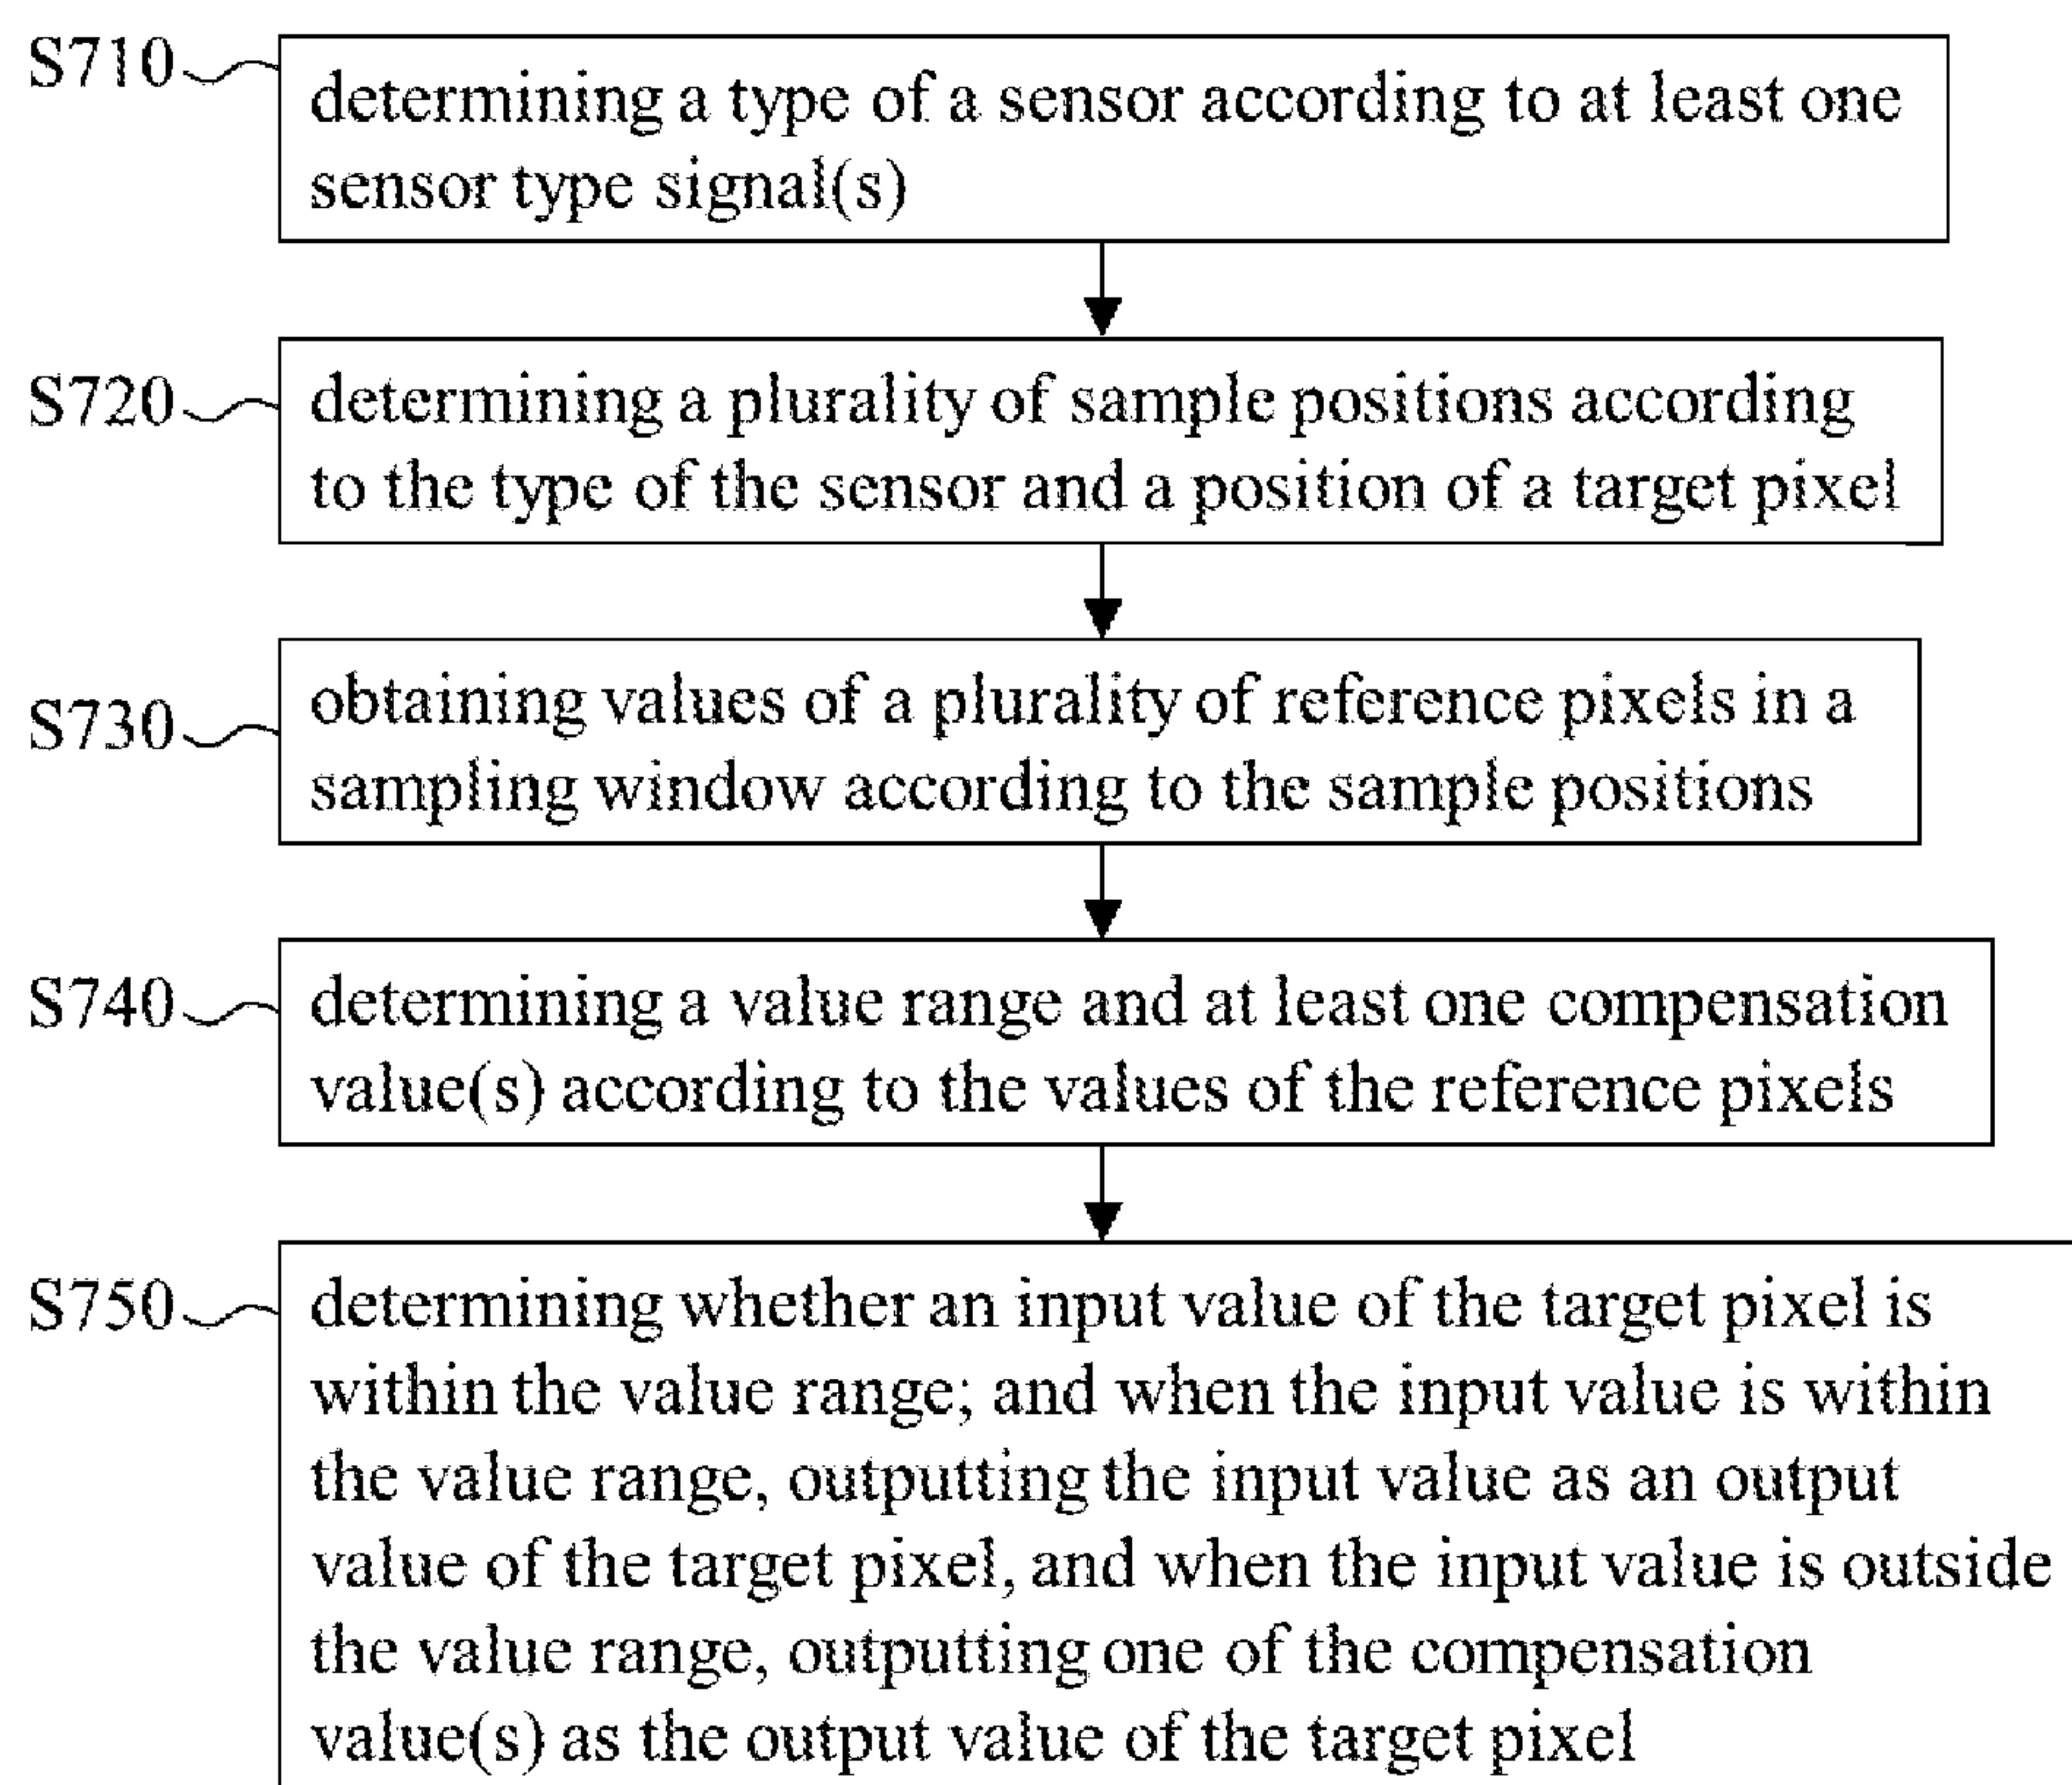 S710
determining a type of a sensor according to at least one
sensor type signal(s)
S720
determining a plurality of sample positions according
to the type of the sensor and a position of a target pixel
S730
obtaining values of a plurality of reference pixels in a
sampling window according to the sample positions
S740
determining a value range and at least one compensation
value(s) according to the values of the reference pixels
S750
determining whether an input value of the target pixel is
within the value range; and when the input value is within
the value range, outputting the input value as an output
value of the target pixel, and when the input value is outside
the value range, outputting one of the compensation
value(s) as the output value of the target pixel